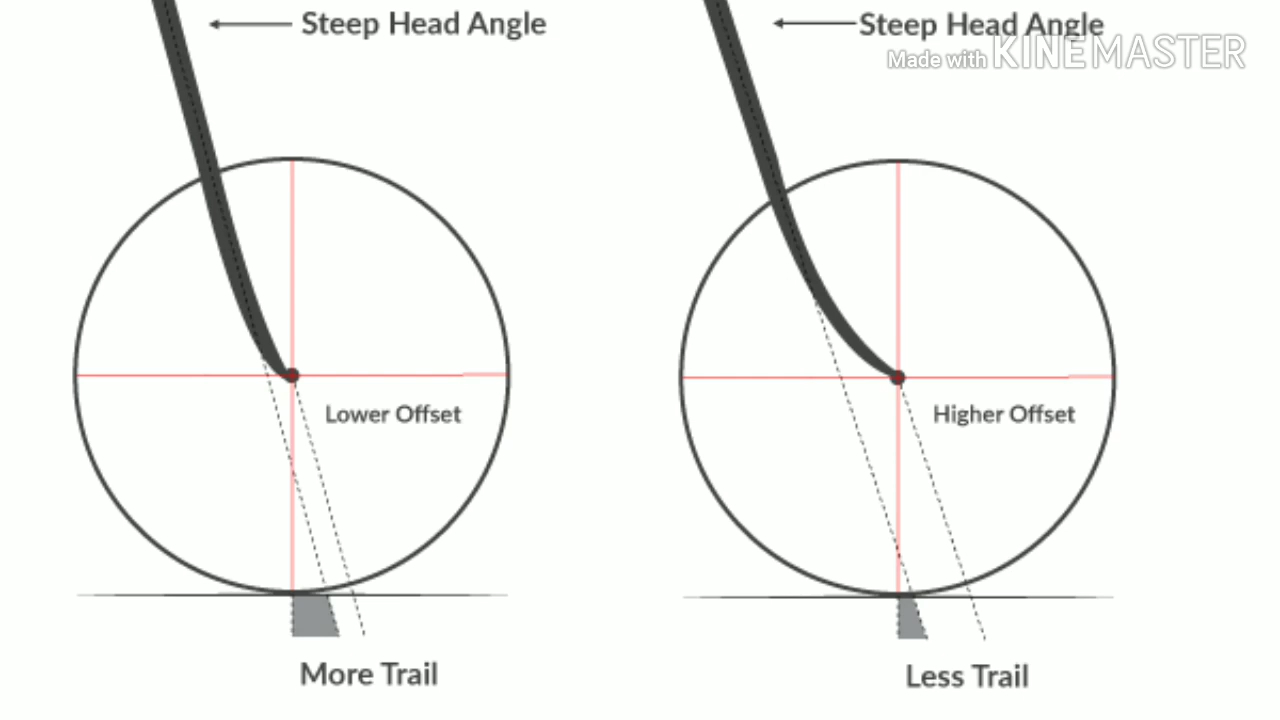 Steep Head Angle
Steep Head Angle
Made with KINEMASTER
Lower Offset
Higher Offset
More Trail
Less Trail